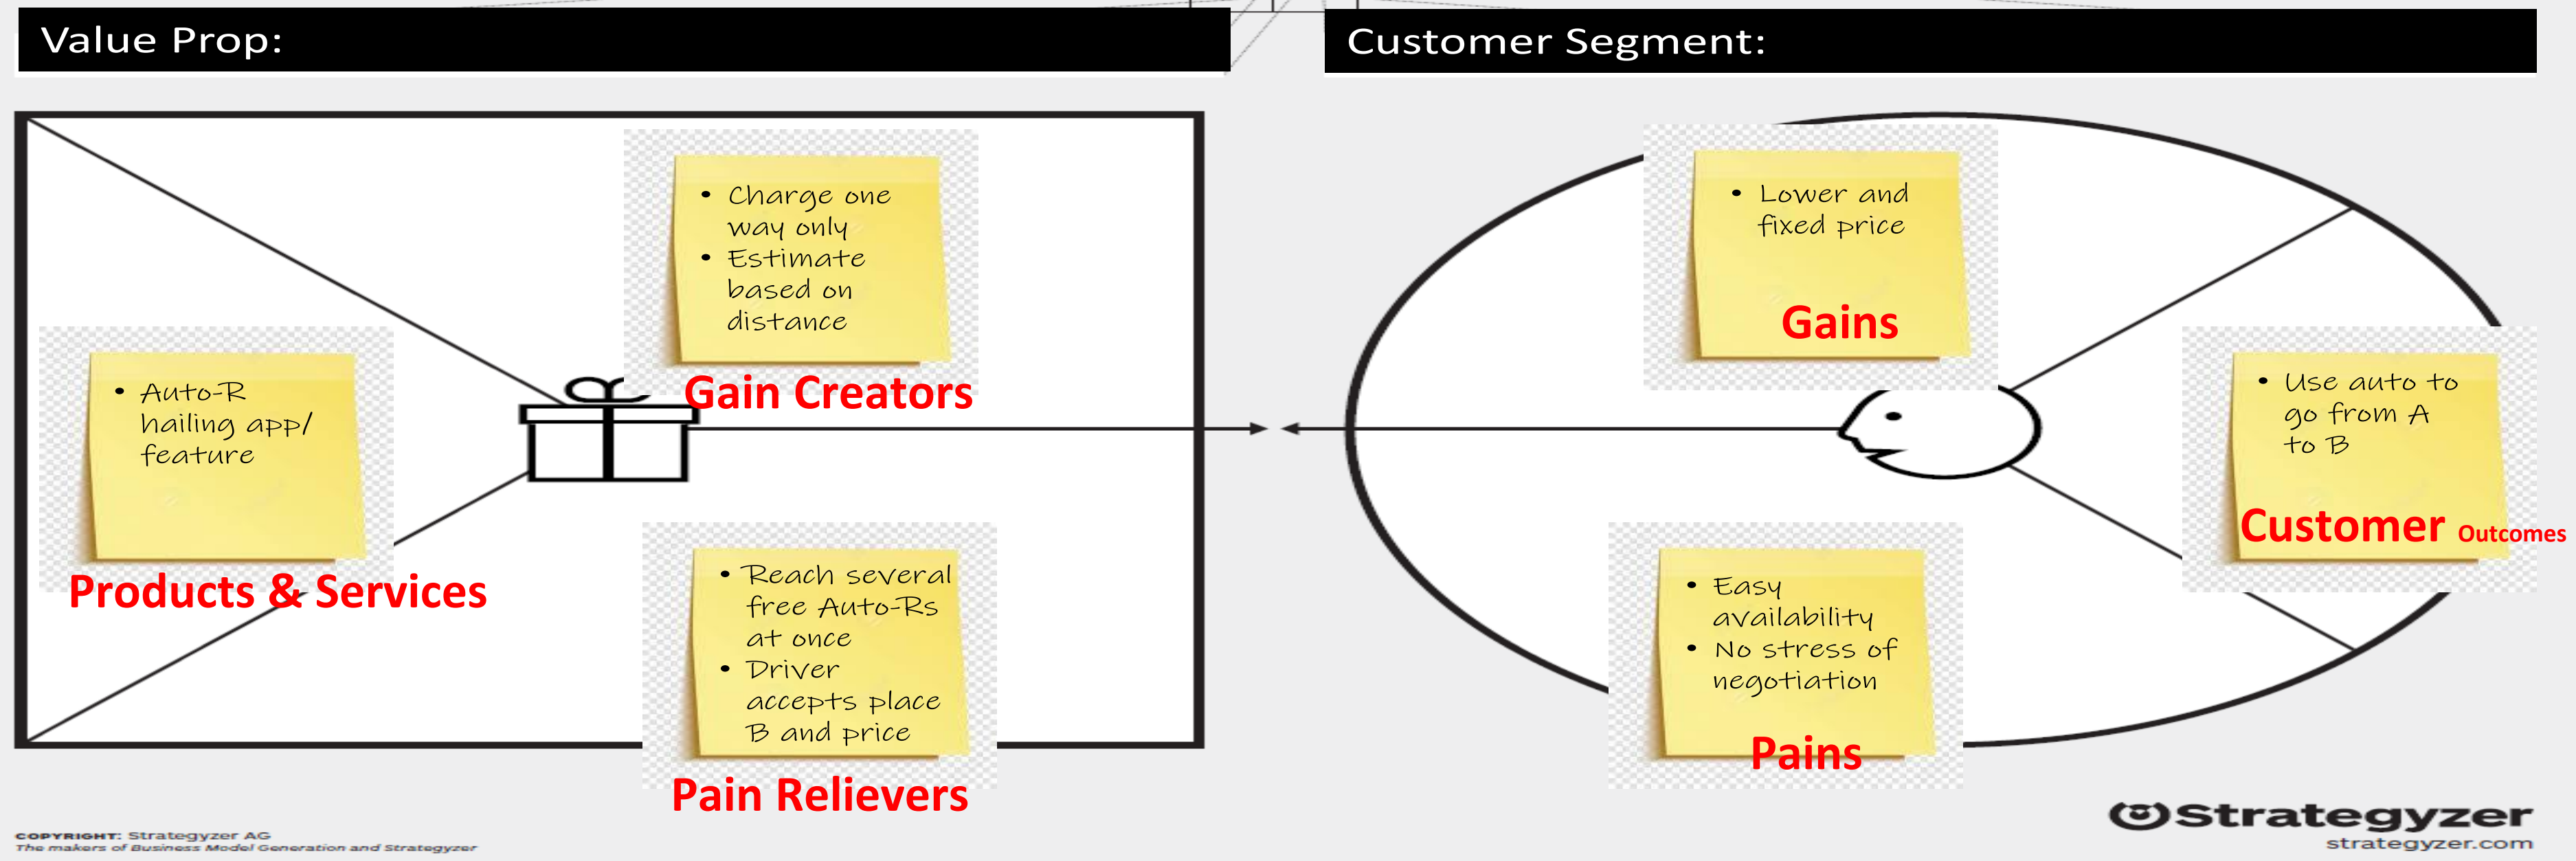 Value Prop:
Customer Segment:
• Charge one
way only
• Estimate
based on
distance
Gain Creators
• Auto-R
hailing app/
feature
Products & Services
• Reach several
free Auto-Rs
at once
• Driver
accepts place
B and price
Pain Relievers
• Lower and
fixed price
Gains
• Use auto to
go from A
to B
Customer Outcomes
• Easy
availability
• No stress of
negotiation
Pains
COPYRIGHT: Strategyzer AG
The makers of Business Model Generation and Strategyzer
Strategyzer
strategyzer.com